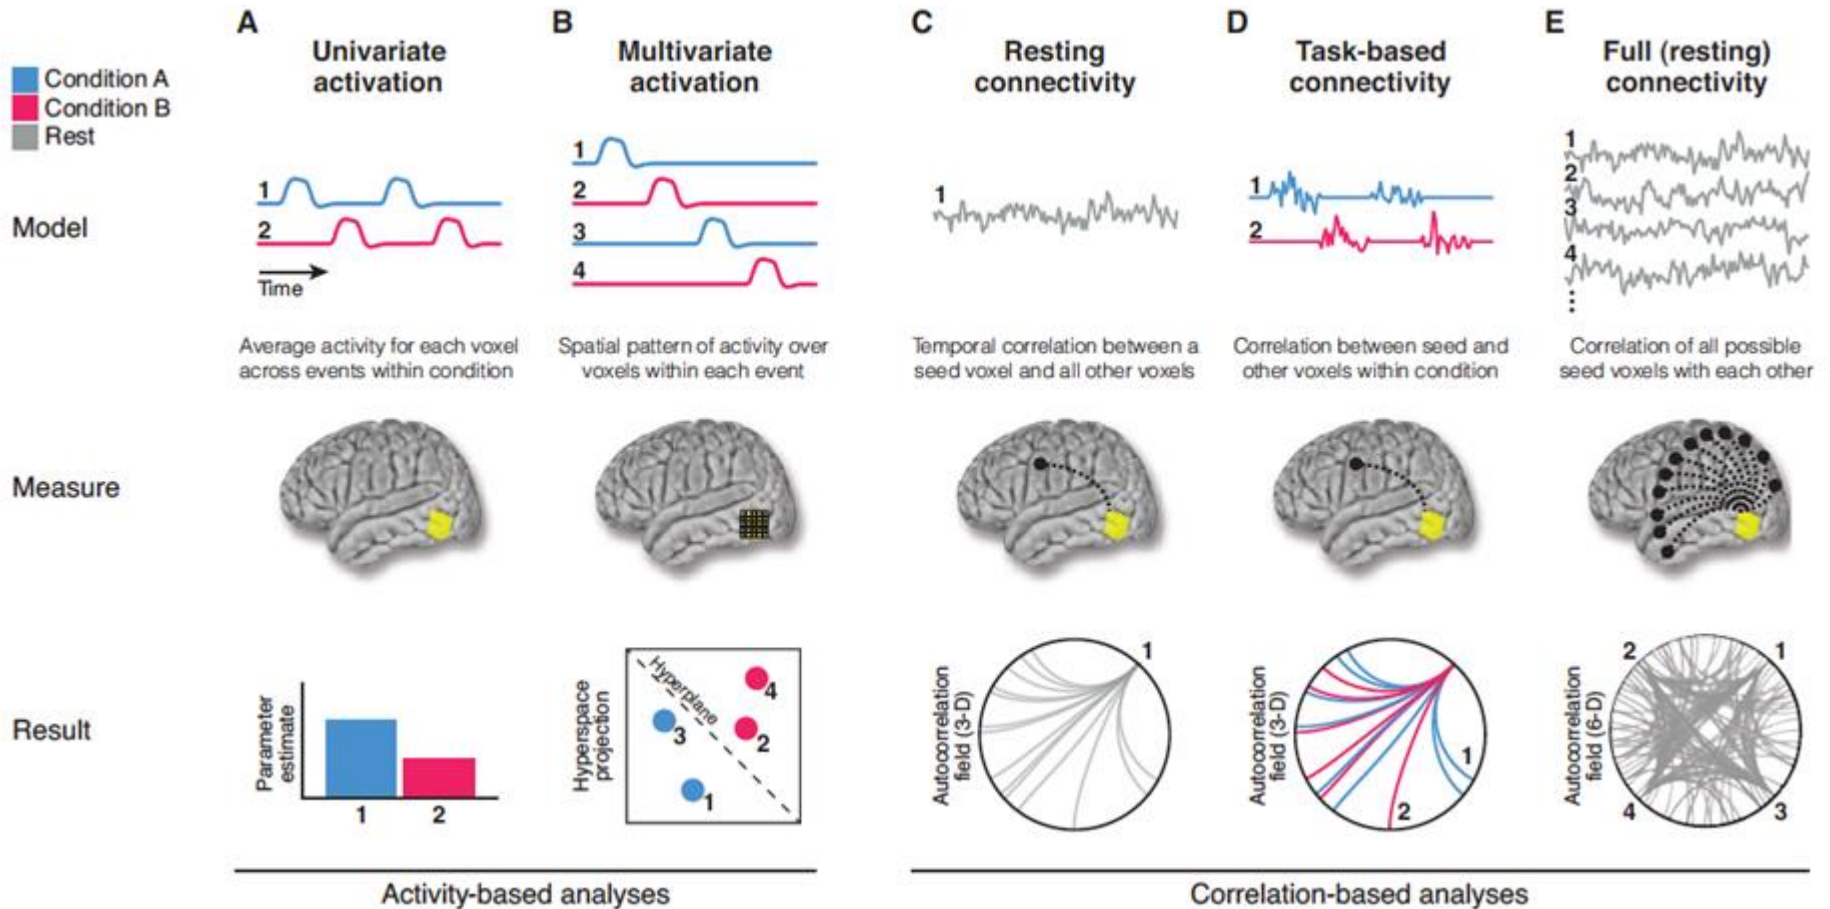 A
Univariate
activation
B
Multivariate
activation
C
Resting
connectivity
D
Task-based
connectivity
E
Full (resting)
connectivity
Condition A
Condition B
Rest
Model
1
2
Time
1
2
3
4
1
1
2
1
2
3
4
Average activity for each voxel
across events within condition
Spatial pattern of activity over
voxels within each event
Temporal correlation between a
seed voxel and all other voxels
Correlation between seed and
other voxels within condition
Correlation of all possible
seed voxels with each other
Measure
Result
Parameter
estimate
1
2
Hyperspace
projection
Hyperplane
4
3
2
1
Autocorrelation
field (3-D)
1
Autocorrelation
field (3-D)
1
2
Autocorrelation
field (6-D)
2
1
4
3
Activity-based analyses
Correlation-based analyses